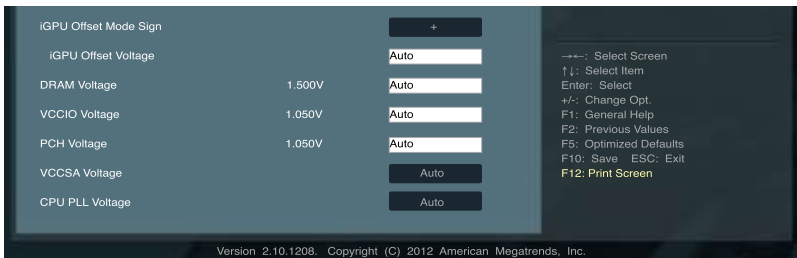 iGPU Offset Mode Sign +
iGPU Offset Voltage Auto
DRAM Voltage 1.500V Auto
VCCIO Voltage 1.050V Auto
PCH Voltage 1.050V Auto
VCCSA Voltage Auto
CPU PLL Voltage Auto
→←: Select Screen
↑↓: Select Item
Enter: Select
+/-: Change Opt.
F1: General Help
F2: Previous Values
F5: Optimized Defaults
F10: Save ESC: Exit
F12: Print Screen
Version 2.10.1208. Copyright (C) 2012 American Megatrends, Inc.